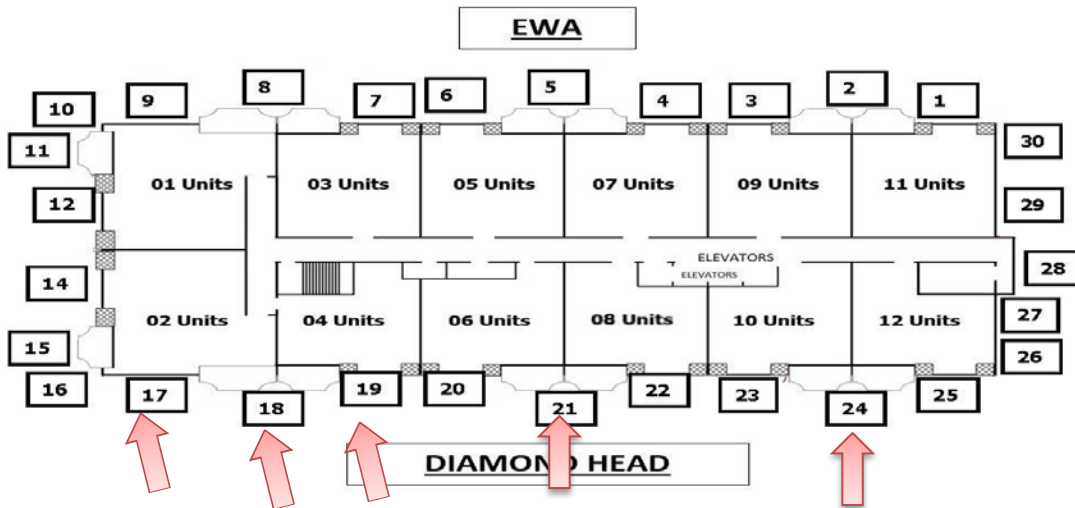 EWA
10 9 8 7 6 5 4 3 2 1
11 30
01 Units 03 Units 05 Units 07 Units 09 Units 11 Units
12 29
ELEVATORS
ELEVATORS
28
14
02 Units 04 Units 06 Units 08 Units 10 Units 12 Units
27
15 26
16 17 18 19 20 21 22 23 24 25
DIAMOND HEAD